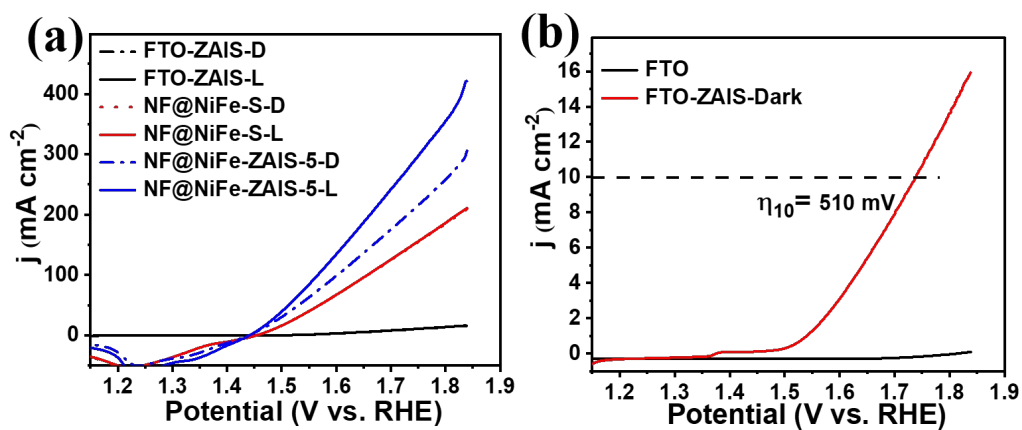 (a)
FTO-ZAIS-D
FTO-ZAIS-L
NF@NiFe-S-D
NF@NiFe-S-L
NF@NiFe-ZAIS-5-D
NF@NiFe-ZAIS-5-L
400
300
200
100
0
j (mA cm-2)
1.2 1.3 1.4 1.5 1.6 1.7 1.8 1.9
Potential (V vs. RHE)
(b)
FTO
FTO-ZAIS-Dark
η10= 510 mV
16
14
12
10
8
6
4
2
0
j (mA cm-2)
1.2 1.3 1.4 1.5 1.6 1.7 1.8 1.9
Potential (V vs. RHE)